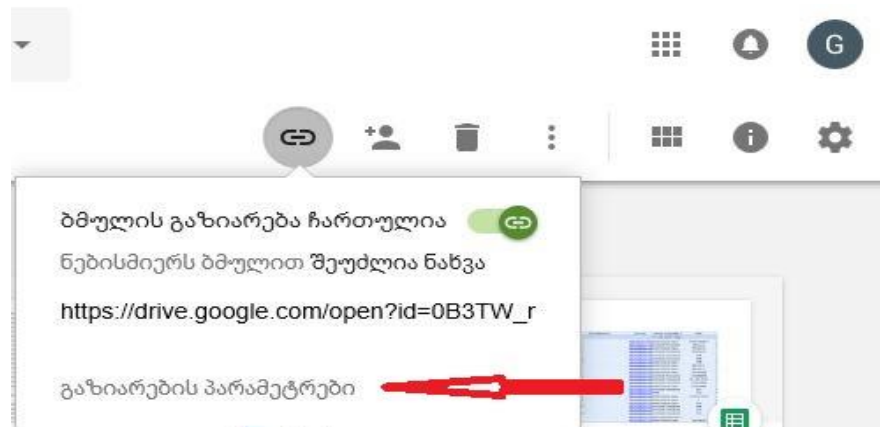 G
ბმულის გაზიარება ჩართულია
ნებისმიერს ბმულით შეუძლია ნახვა
https://drive.google.com/open?id=0B3TW_r
გაზიარების პარამეტრები